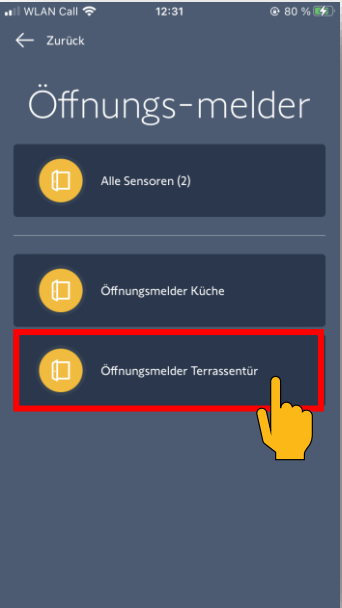 WLAN Call 12:31 80 %
Zurück
Öffnungs-melder
Alle Sensoren (2)
Öffnungsmelder Küche
Öffnungsmelder Terrassentür